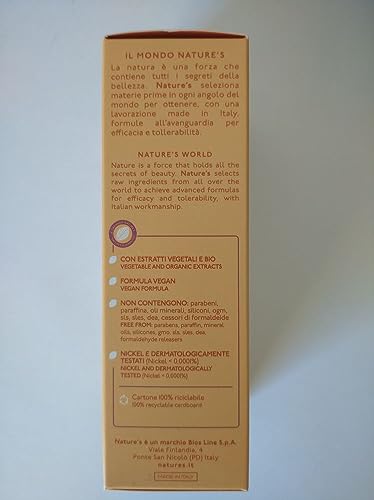 IL MONDO NATURE'S
La natura è una forza che
contiene tutti i segreti della
bellezza. Nature's seleziona
materie prime in ogni angolo del
mondo per ottenere, con una
lavorazione made in Italy,
formule all'avanguardia per
efficacia e tollerabilità.
NATURE'S WORLD
Nature is a force that holds all the
secrets of beauty. Nature's selects
raw ingredients from all over the
world to achieve advanced formulas
for efficacy and tolerability, with
Italian workmanship.
CON ESTRATTI VEGETALI E BIO
VEGETABLE AND ORGANIC EXTRACTS
FORMULA VEGAN
VEGAN FORMULA
NON CONTENGONO: parabeni,
paraffina, oli minerali, siliconi, ogm,
sls, sles, dea, cessori di formaldeide
FREE FROM: parabens, paraffin, mineral
oils, silicones, gmo, sls, sles, dea,
formaldehyde releasers
NICKEL E DERMATOLOGICAMENTE
TESTATI (Nickel < 0,0001%)
NICKEL AND DERMATOLOGICALLY
TESTED (Nickel < 0,0001%)
Cartone 100% riciclabile
100% recyclable cardboard
Nature's è un marchio Bios Line S.p.A.
Viale Finlandia, 4
Ponte San Nicolò (PD) Italy
natures.it
MADE IN ITALY